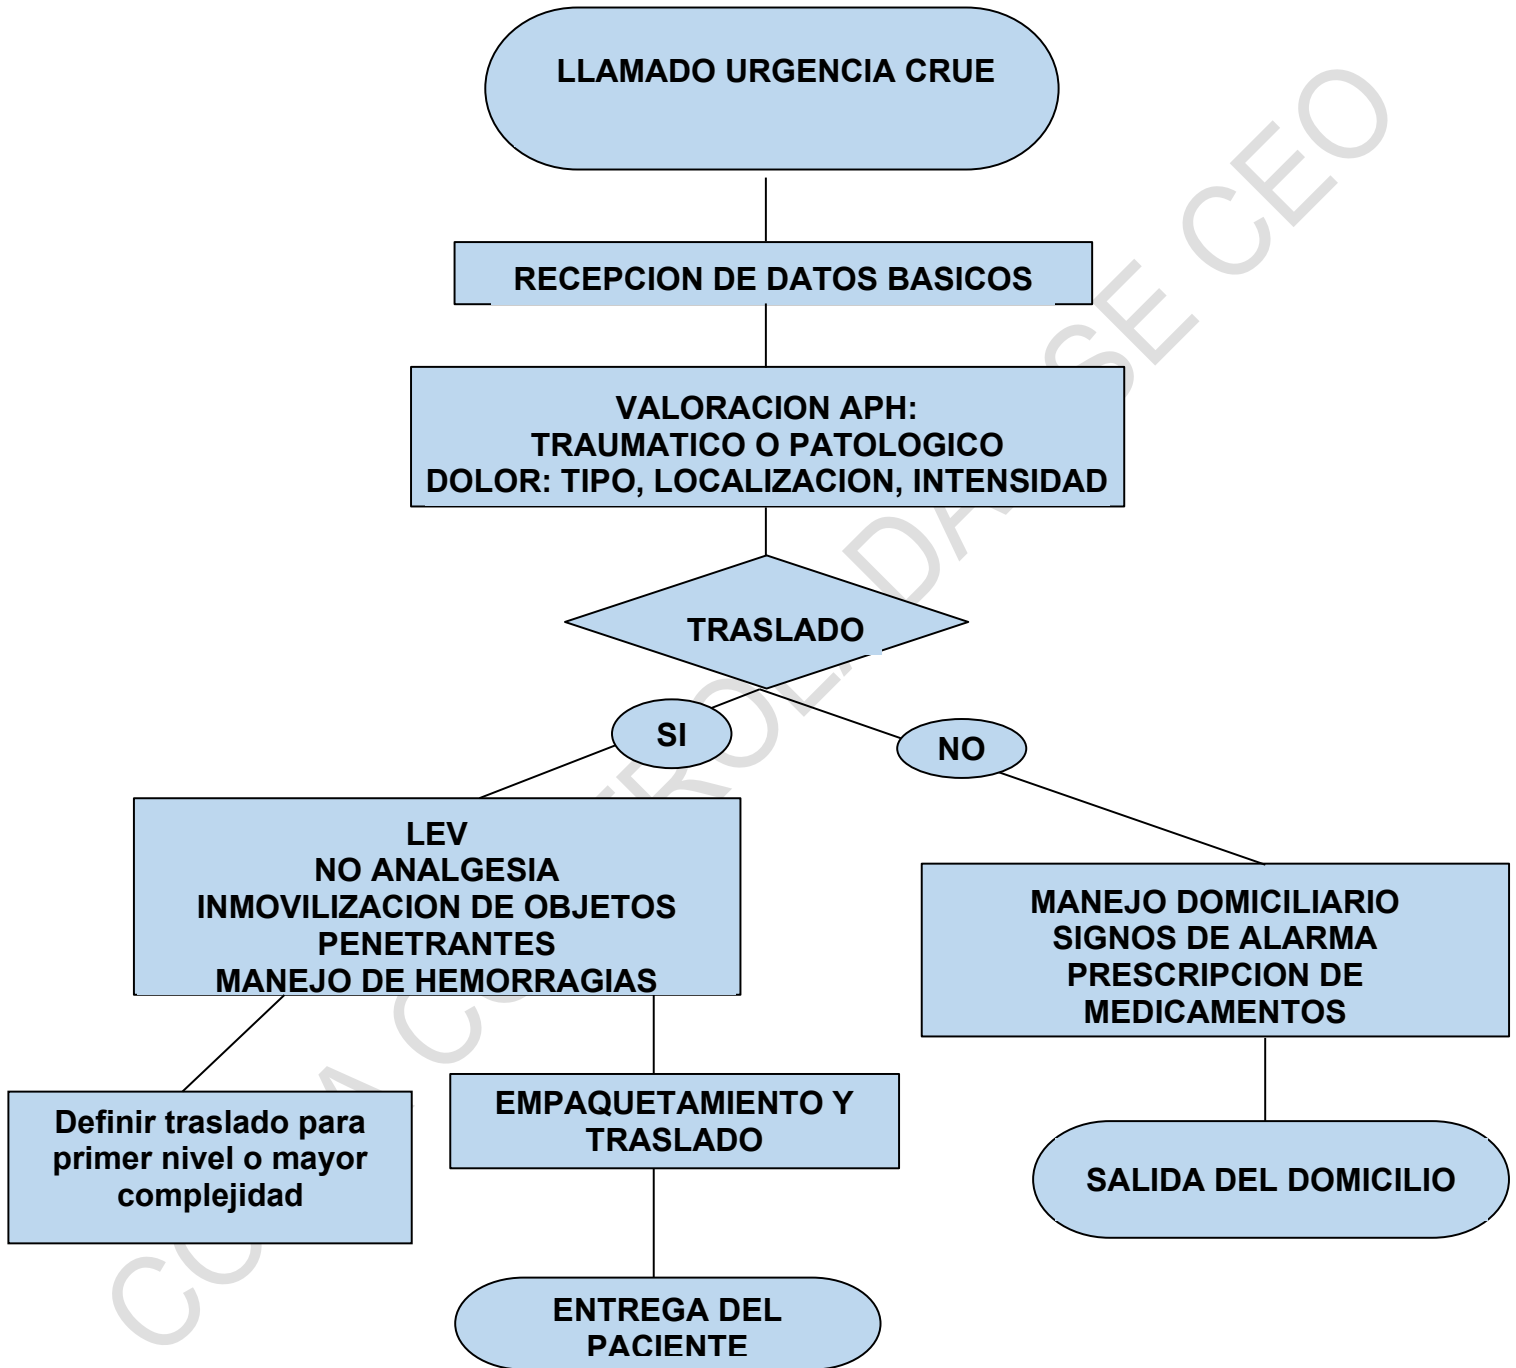 LLAMADO URGENCIA CRUE
RECEPCION DE DATOS BASICOS
VALORACION APH:
TRAUMATICO O PATOLOGICO
DOLOR: TIPO, LOCALIZACION, INTENSIDAD
TRASLADO
SI
NO
LEV
NO ANALGESIA
INMOVILIZACION DE OBJETOS
PENETRANTES
MANEJO DE HEMORRAGIAS
MANEJO DOMICILIARIO
SIGNOS DE ALARMA
PRESCRIPCION DE
MEDICAMENTOS
Definir traslado para
primer nivel o mayor
complejidad
EMPAQUETAMIENTO Y
TRASLADO
SALIDA DEL DOMICILIO
ENTREGA DEL
PACIENTE